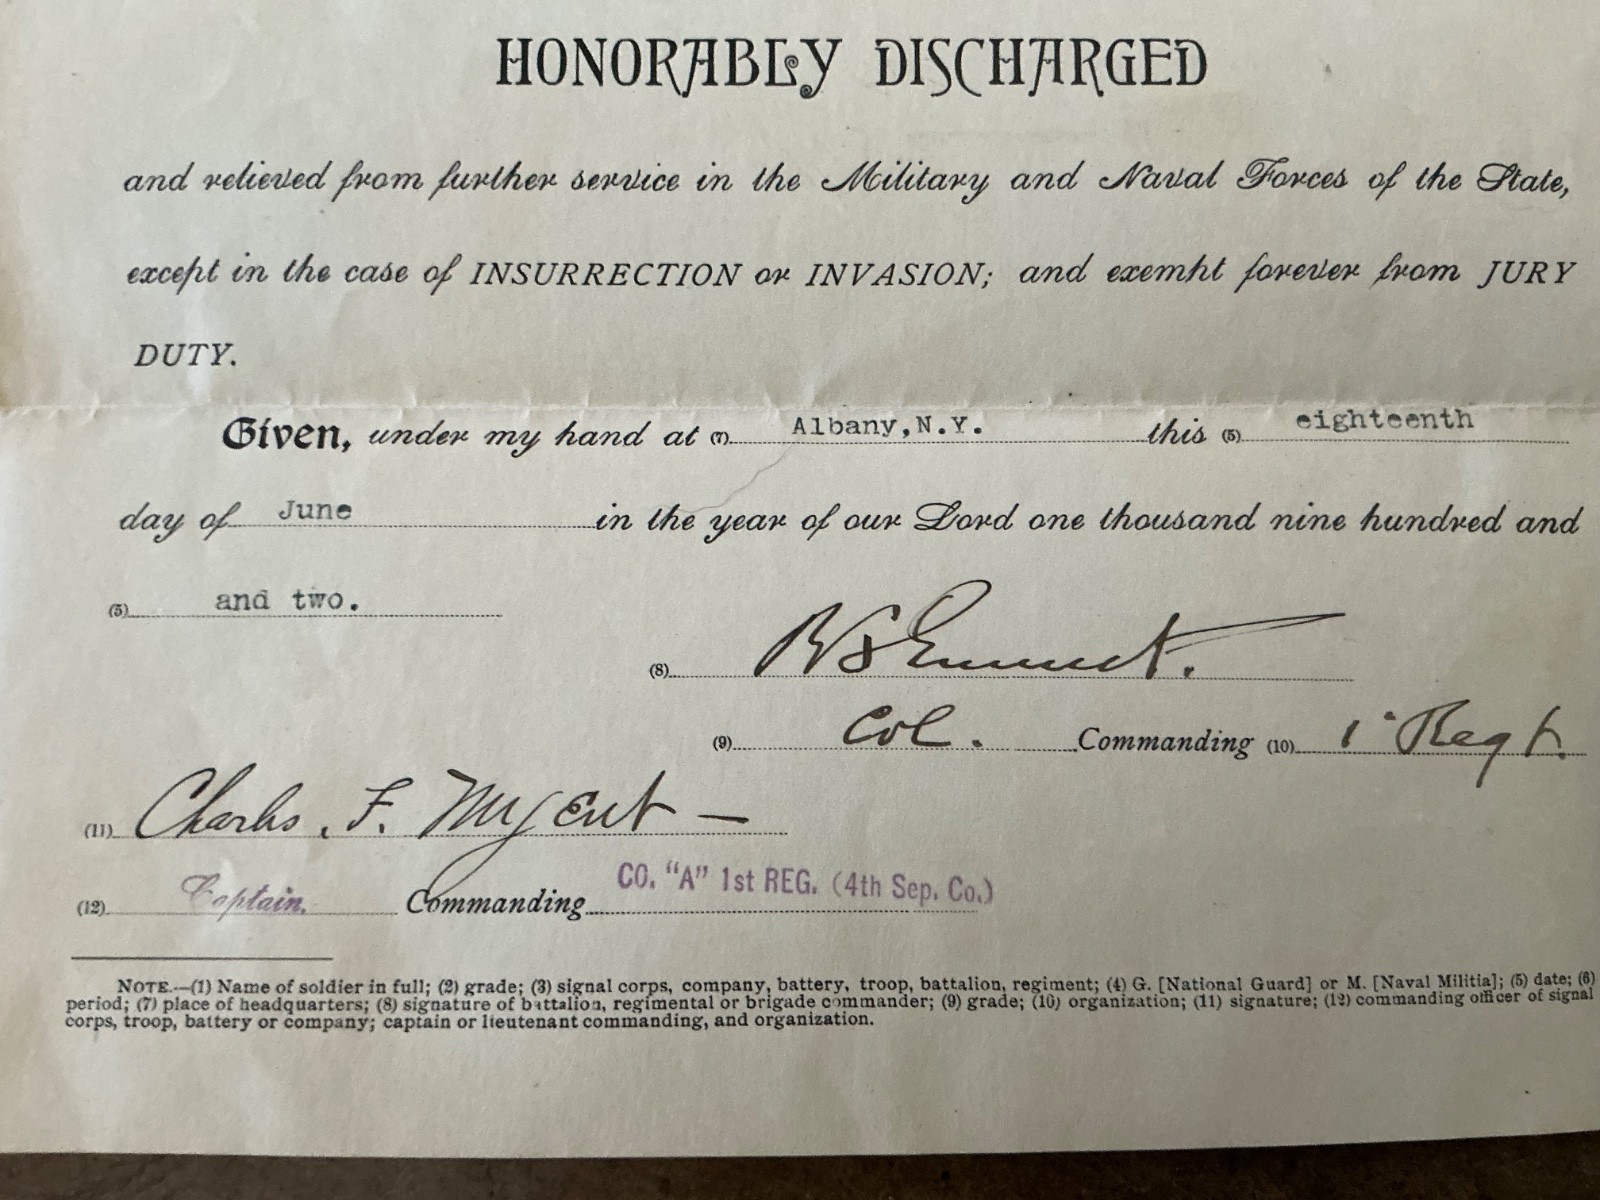 HONORABLY DISCHARGED
and relieved from further service in the Military and Naval Forces of the State,
except in the case of INSURRECTION or INVASION; and exempt forever from JURY
DUTY.
Given, under my hand at (7) Albany, N.Y. this (5) eighteenth
day of June in the year of our Lord one thousand nine hundred and
(5) and two.
(8) R S Emmet.
(9) Col. Commanding (10) 1" Regt.
(11) Charles. F. Nugent —
(12) Captain. Commanding CO. "A" 1st REG. (4th Sep. Co.)
NOTE.—(1) Name of soldier in full; (2) grade; (3) signal corps, company, battery, troop, battalion, regiment; (4) G. [National Guard] or M. [Naval Militia]; (5) date; (6)
period; (7) place of headquarters; (8) signature of battalion, regimental or brigade commander; (9) grade; (10) organization; (11) signature; (12) commanding officer of signal
corps, troop, battery or company; captain or lieutenant commanding, and organization.